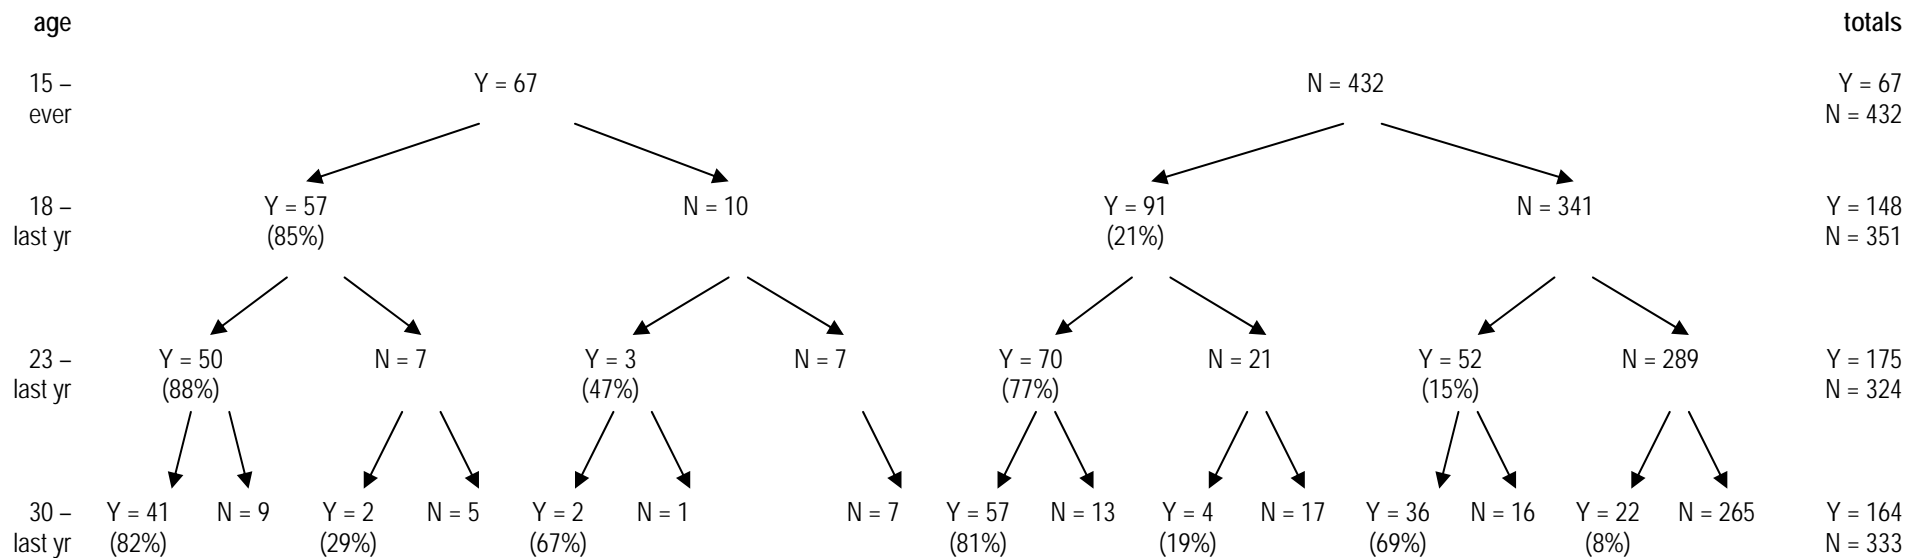 age totals
15 – Y = 67 N = 432 Y = 67
ever N = 432
18 – Y = 57 N = 10 Y = 91 N = 341 Y = 148
last yr (85%) (21%) N = 351
23 – Y = 50 N = 7 Y = 3 N = 7 Y = 70 N = 21 Y = 52 N = 289 Y = 175
last yr (88%) (47%) (77%) (15%) N = 324
30 – Y = 41 N = 9 Y = 2 N = 5 Y = 2 N = 1 N = 7 Y = 57 N = 13 Y = 4 N = 17 Y = 36 N = 16 Y = 22 N = 265 Y = 164
last yr (82%) (29%) (67%) (81%) (19%) (69%) (8%) N = 333